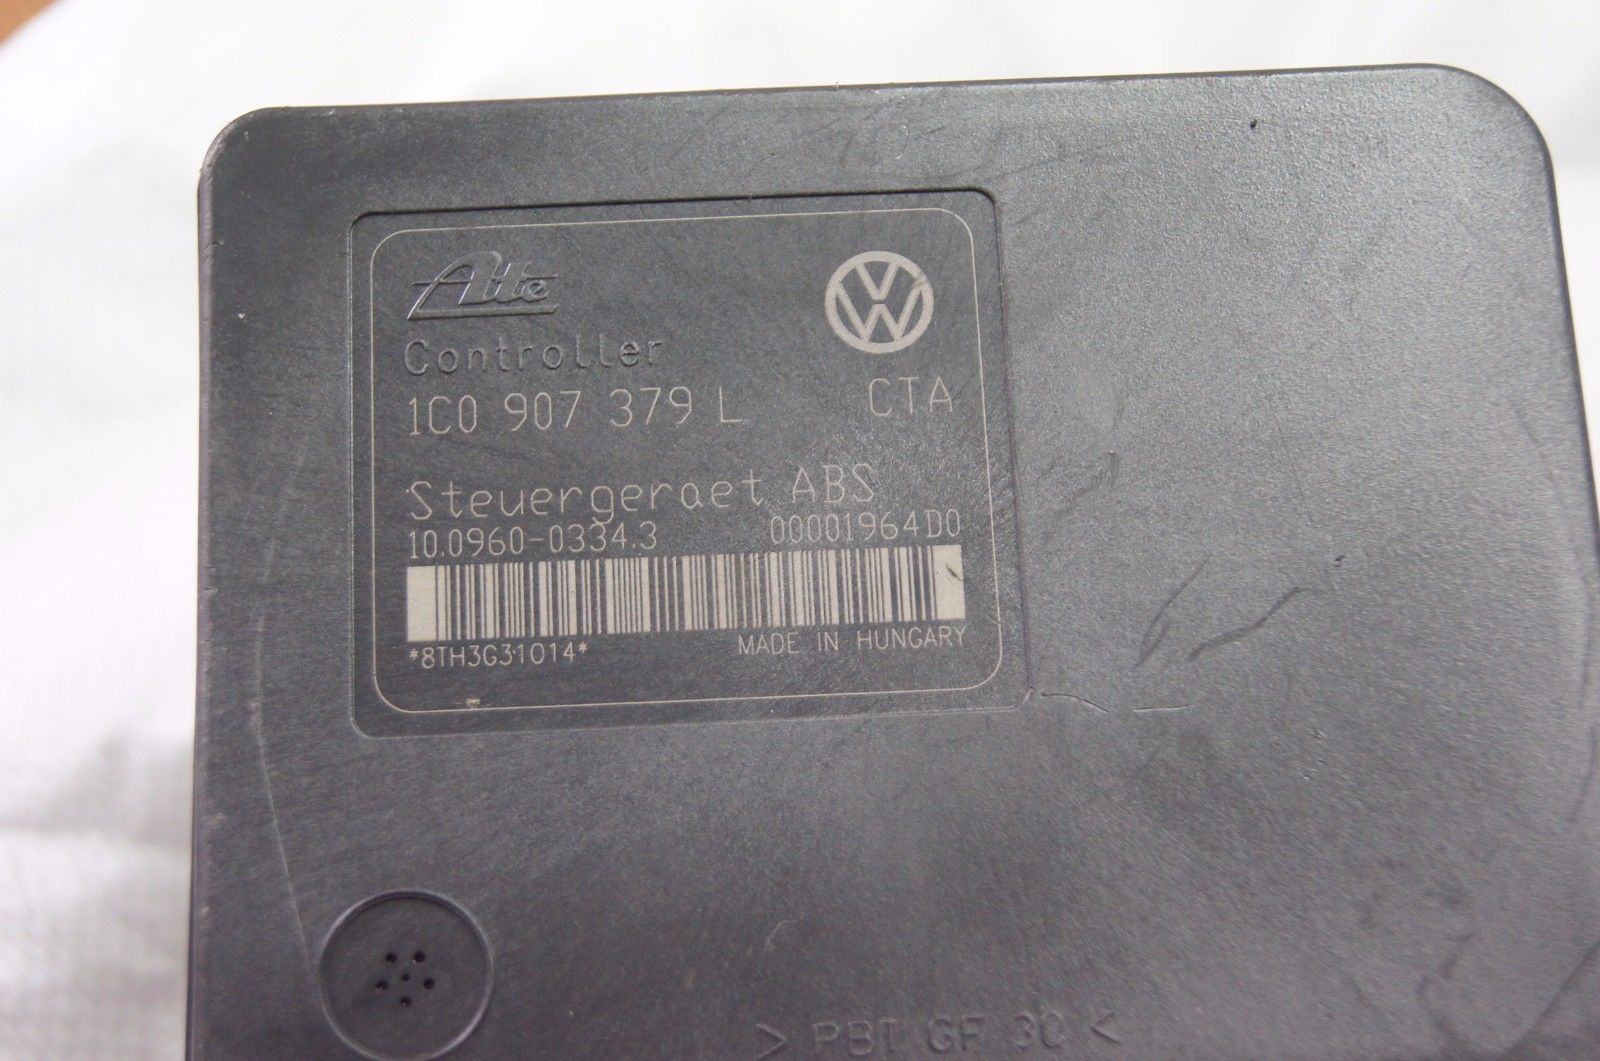 Ate
VW
Controller
1C0 907 379 L CTA
Steuergeraet ABS
10.0960-0334.3 00001964D0
*8TH3G31014* MADE IN HUNGARY
> PBT GF 30 <